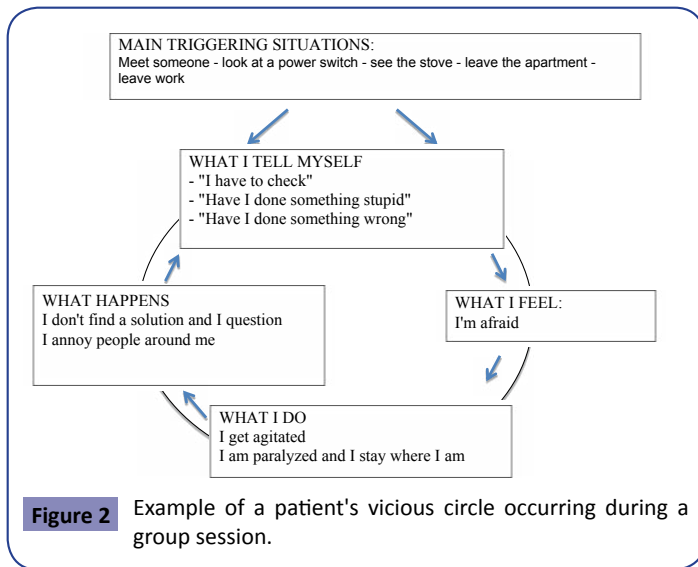 MAIN TRIGGERING SITUATIONS:
Meet someone - look at a power switch - see the stove - leave the apartment -
leave work
WHAT I TELL MYSELF
- "I have to check"
- "Have I done something stupid"
- "Have I done something wrong"
WHAT I FEEL:
I'm afraid
WHAT I DO
I get agitated
I am paralyzed and I stay where I am
WHAT HAPPENS
I don't find a solution and I question
I annoy people around me
Figure 2 Example of a patient's vicious circle occurring during a
group session.